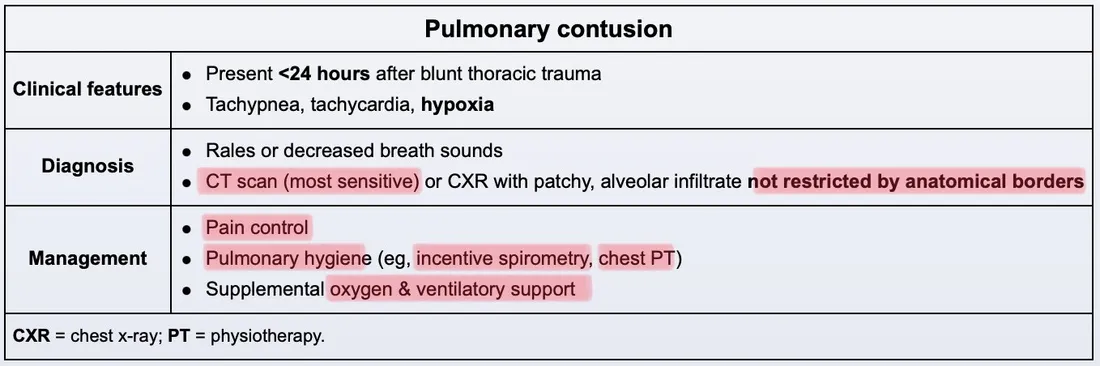 Pulmonary contusion
Clinical features
● Present <24 hours after blunt thoracic trauma
● Tachypnea, tachycardia, hypoxia
Diagnosis
● Rales or decreased breath sounds
● CT scan (most sensitive) or CXR with patchy, alveolar infiltrate not restricted by anatomical borders
Management
● Pain control
● Pulmonary hygiene (eg, incentive spirometry, chest PT)
● Supplemental oxygen & ventilatory support
CXR = chest x-ray; PT = physiotherapy.